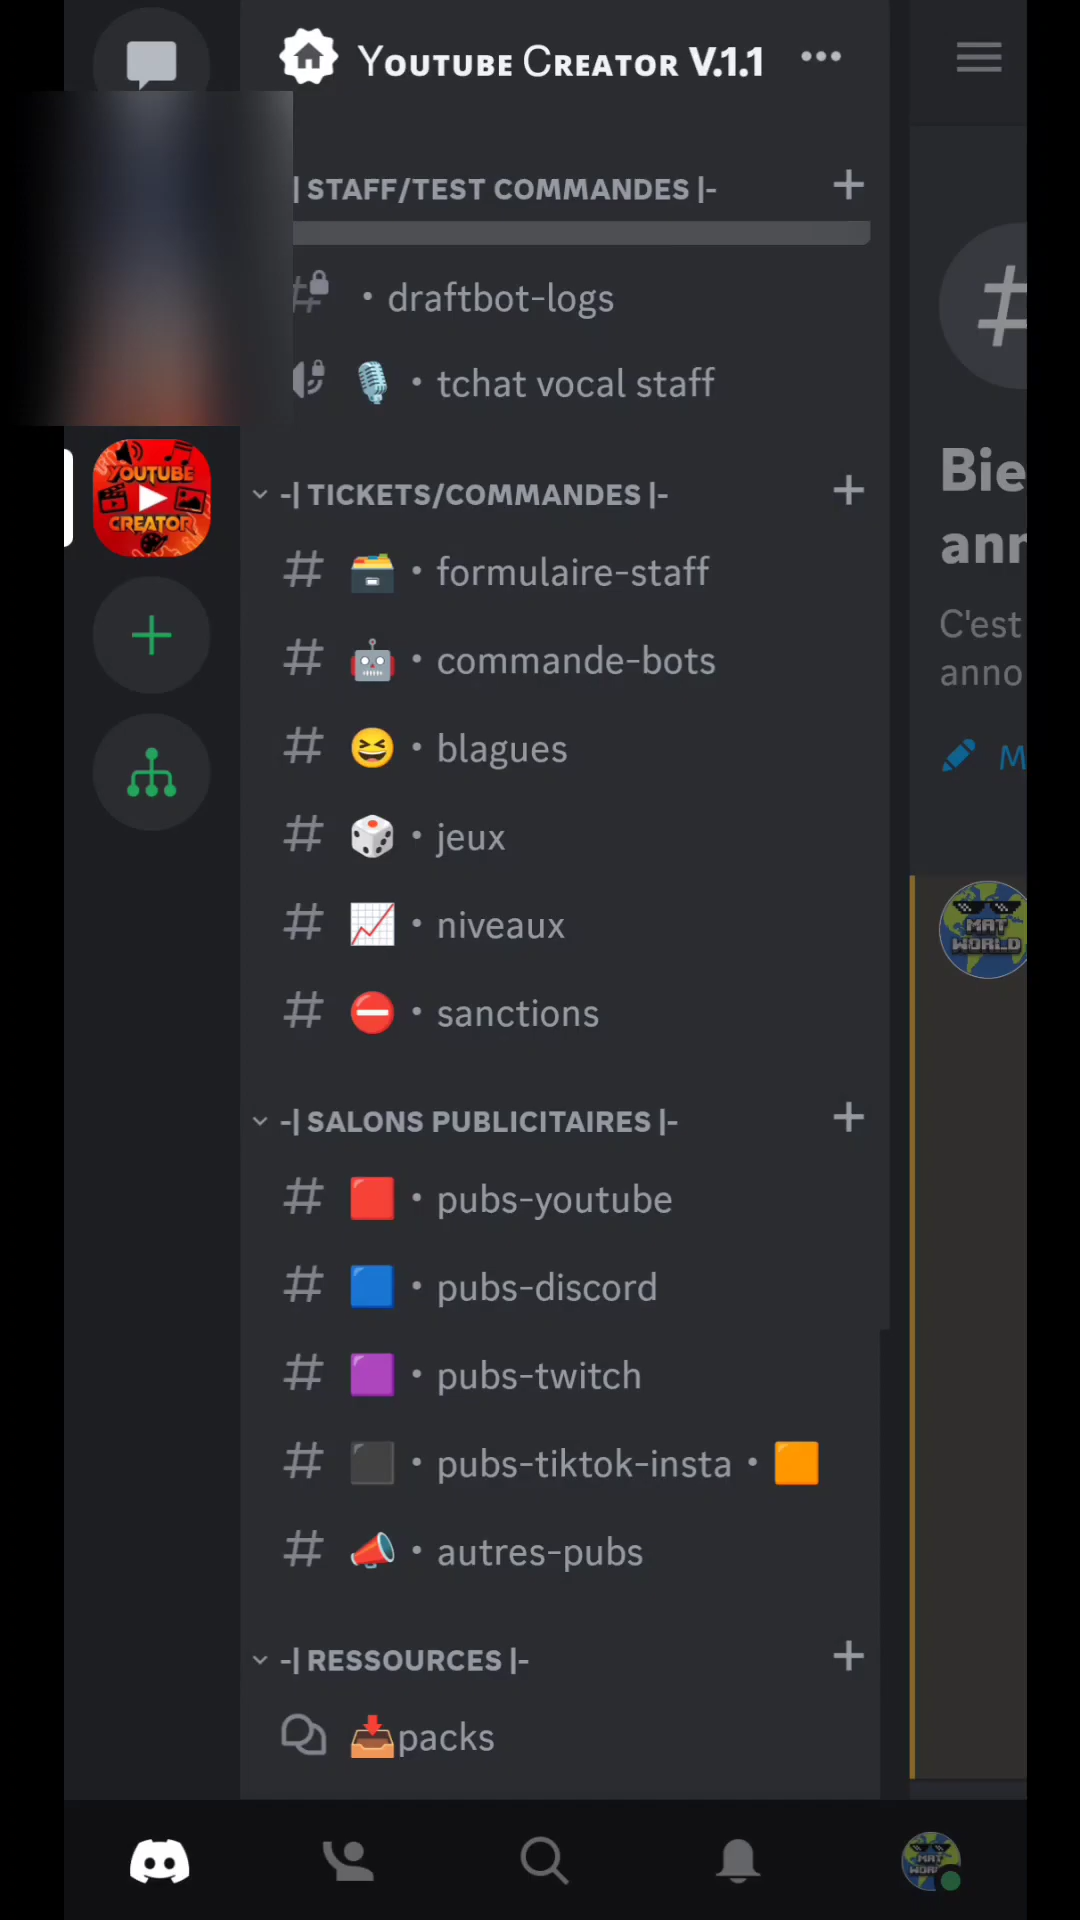 Youtube Creator V.1.1
| STAFF/TEST COMMANDES |-
• draftbot-logs
🎙️ • tchat vocal staff
YOUTUBE
CREATOR
-| TICKETS/COMMANDES |-
🗃️ • formulaire-staff
🤖 • commande-bots
😆 • blagues
🎲 • jeux
📈 • niveaux
⛔ • sanctions
-| SALONS PUBLICITAIRES |-
🟥 • pubs-youtube
🟦 • pubs-discord
🟪 • pubs-twitch
⬛ • pubs-tiktok-insta • 🟧
📣 • autres-pubs
-| RESSOURCES |-
📥packs
Bie
ann
C'est
anno
M
MAT
WORLD